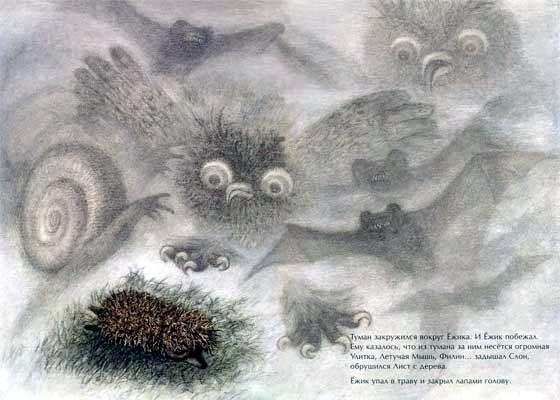 Туман закружился вокруг Ёжика. И Ёжик побежал.
Ему казалось, что из тумана за ним несётся огромная
Улитка, Летучая Мышь, Филин... задышал Слон,
обрушился Лист с дерева.
Ёжик упал в траву и закрыл лапами голову.